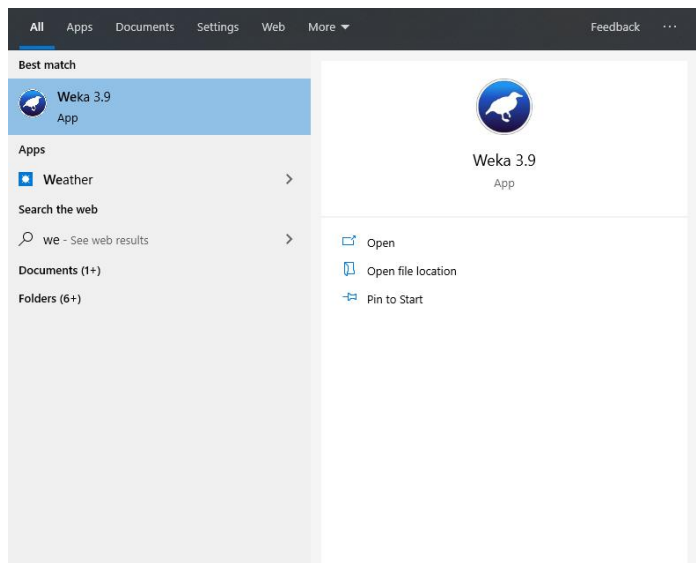 All Apps Documents Settings Web More Feedback ...
Best match
Weka 3.9
App
Apps
Weather
Search the web
we - See web results
Documents (1+)
Folders (6+)
Weka 3.9
App
Open
Open file location
Pin to Start